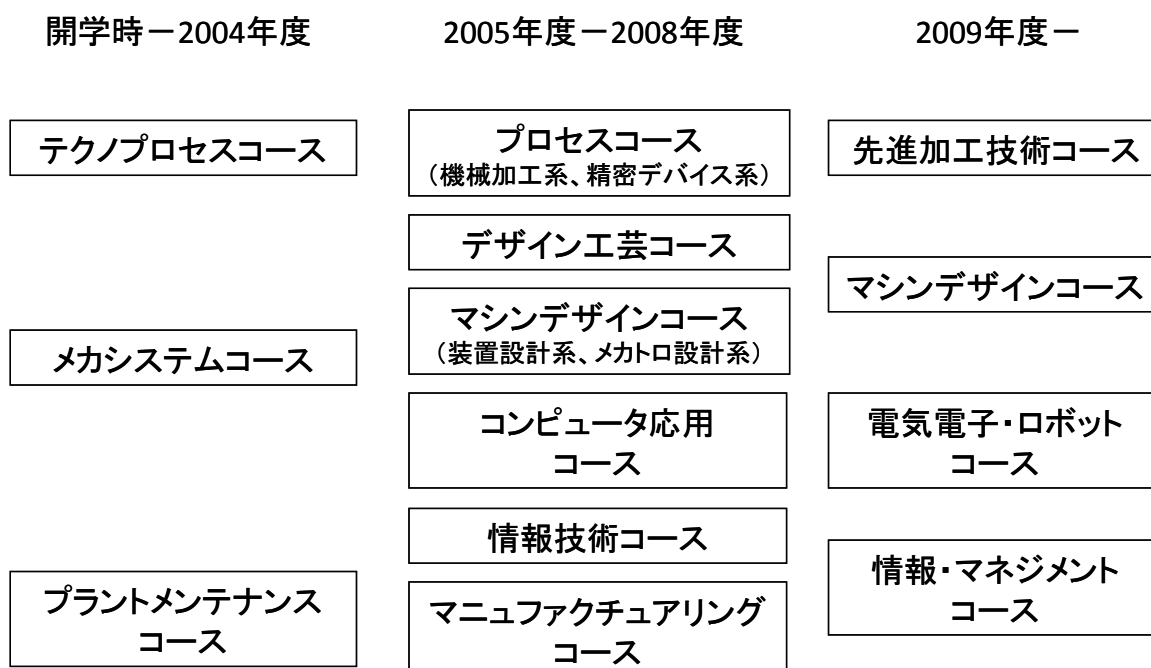 開学時－2004年度
2005年度－2008年度
2009年度－
テクノプロセスコース
メカシステムコース
プラントメンテナンス
コース
プロセスコース
（機械加工系、精密デバイス系）
デザイン工芸コース
マシンデザインコース
（装置設計系、メカトロ設計系）
コンピュータ応用
コース
情報技術コース
マニュファクチュアリング
コース
先進加工技術コース
マシンデザインコース
電気電子・ロボット
コース
情報・マネジメント
コース